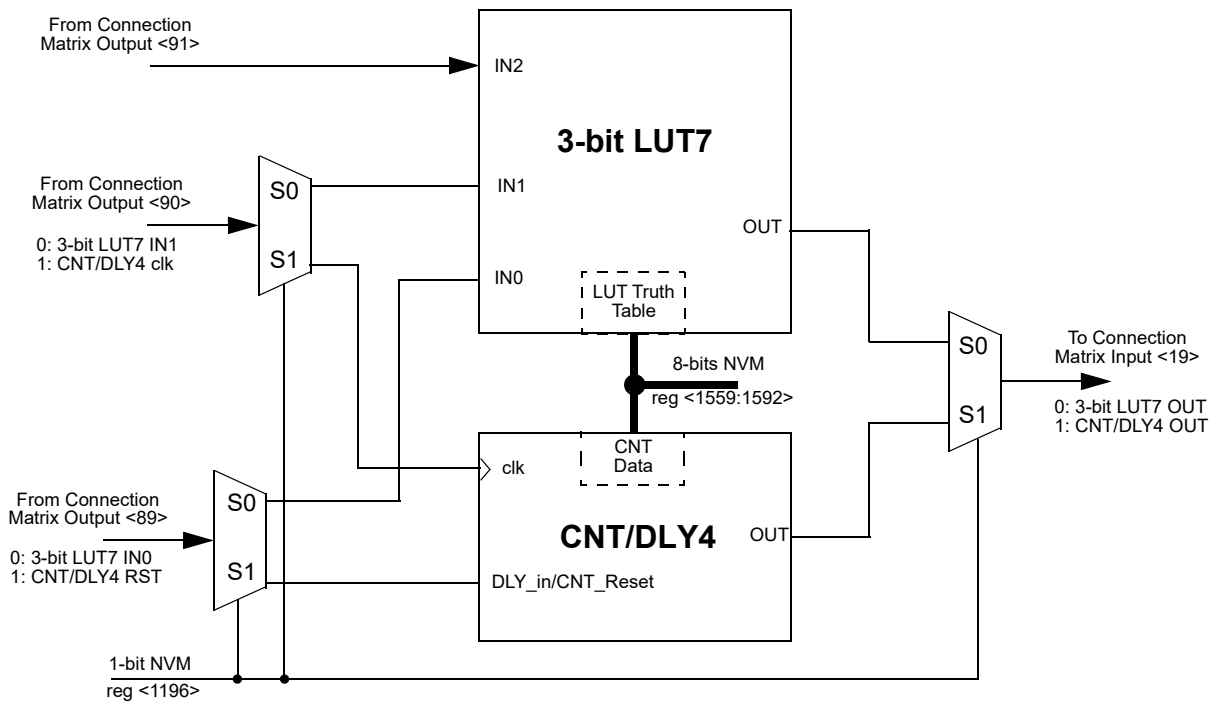 From Connection
Matrix Output <91>
IN2
3-bit LUT7
From Connection
Matrix Output <90>
0: 3-bit LUT7 IN1
1: CNT/DLY4 clk
S0
S1
IN1
IN0
OUT
LUT Truth
Table
8-bits NVM
reg <1559:1592>
S0
S1
To Connection
Matrix Input <19>
0: 3-bit LUT7 OUT
1: CNT/DLY4 OUT
CNT
Data
clk
CNT/DLY4
OUT
DLY_in/CNT_Reset
From Connection
Matrix Output <89>
0: 3-bit LUT7 IN0
1: CNT/DLY4 RST
S0
S1
1-bit NVM
reg <1196>